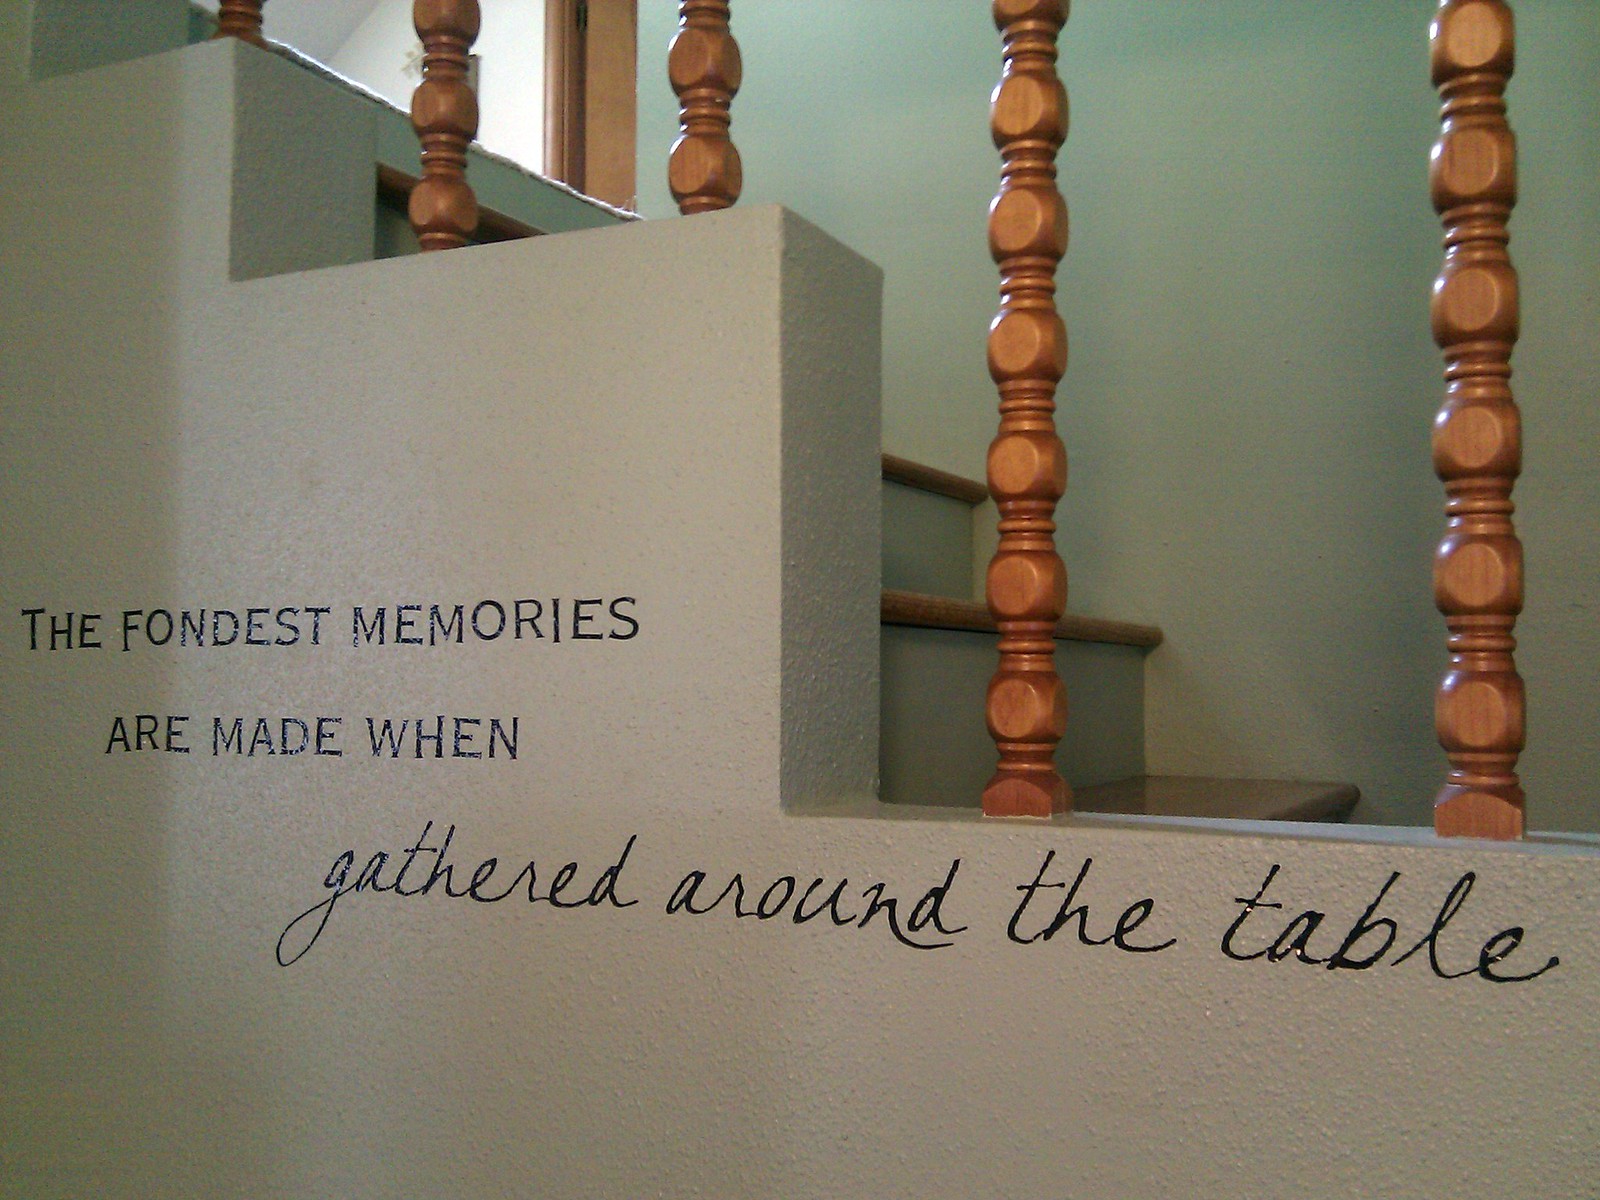 THE FONDEST MEMORIES
ARE MADE WHEN
gathered around the table